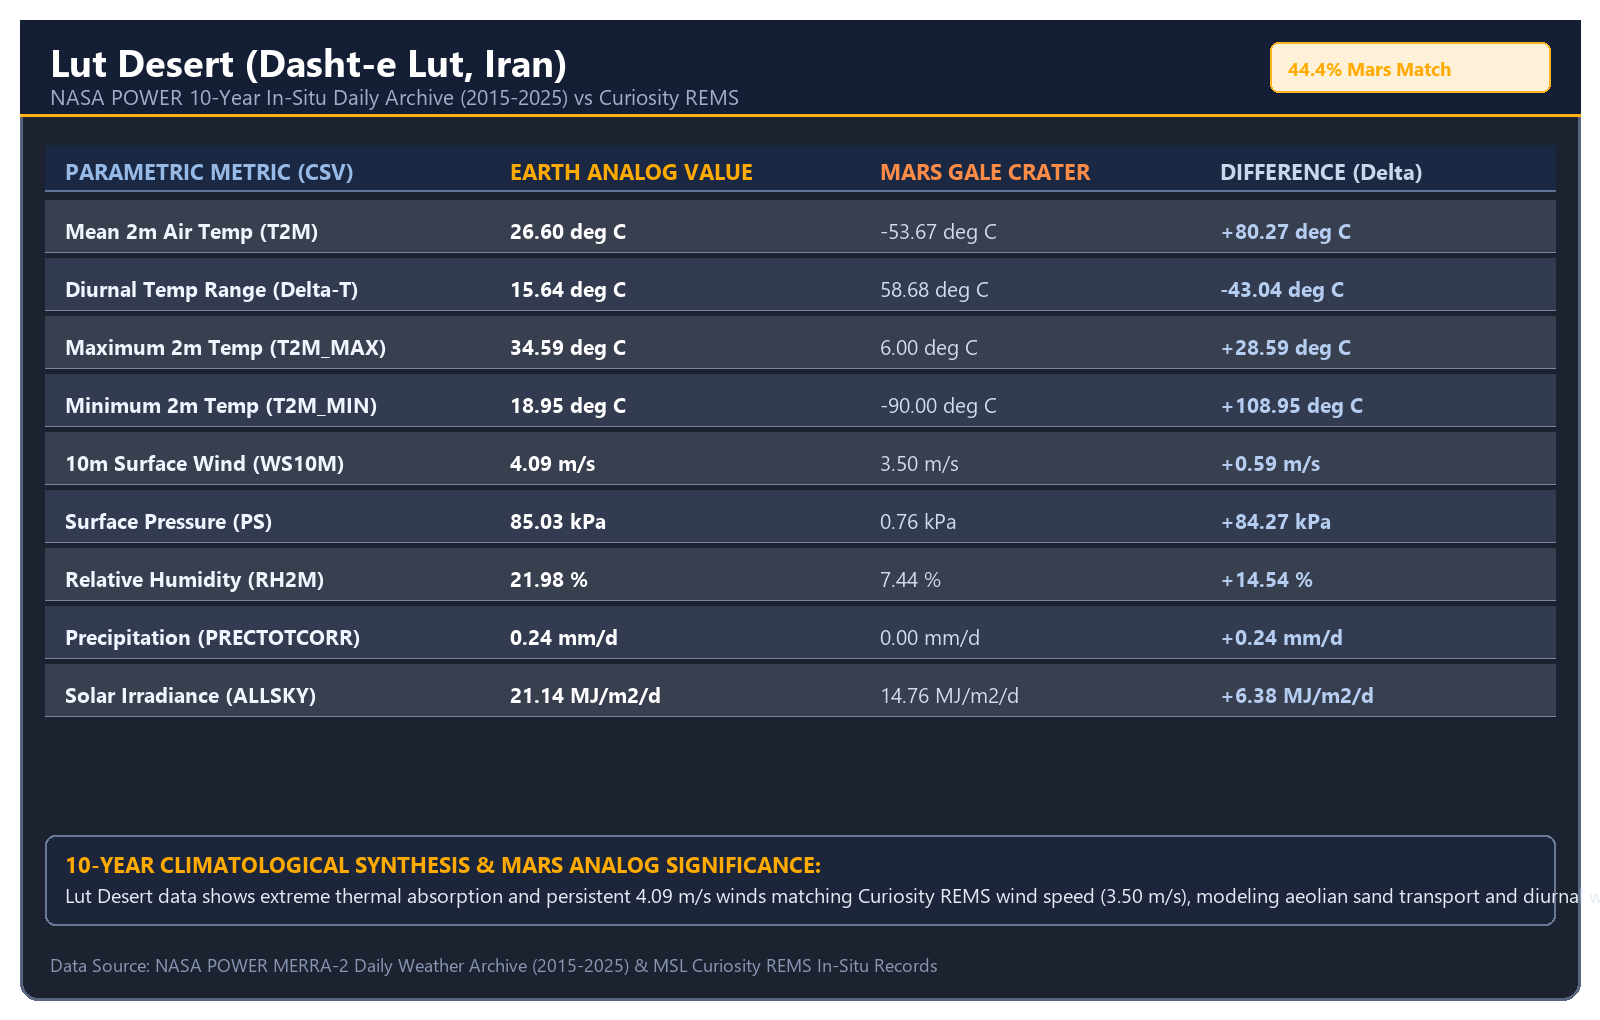 Lut Desert (Dasht-e Lut, Iran)
44.4% Mars Match
NASA POWER 10-Year In-Situ Daily Archive (2015-2025) vs Curiosity REMS
PARAMETRIC METRIC (CSV) EARTH ANALOG VALUE MARS GALE CRATER DIFFERENCE (Delta)
Mean 2m Air Temp (T2M) 26.60 deg C -53.67 deg C +80.27 deg C
Diurnal Temp Range (Delta-T) 15.64 deg C 58.68 deg C -43.04 deg C
Maximum 2m Temp (T2M_MAX) 34.59 deg C 6.00 deg C +28.59 deg C
Minimum 2m Temp (T2M_MIN) 18.95 deg C -90.00 deg C +108.95 deg C
10m Surface Wind (WS10M) 4.09 m/s 3.50 m/s +0.59 m/s
Surface Pressure (PS) 85.03 kPa 0.76 kPa +84.27 kPa
Relative Humidity (RH2M) 21.98 % 7.44 % +14.54 %
Precipitation (PRECTOTCORR) 0.24 mm/d 0.00 mm/d +0.24 mm/d
Solar Irradiance (ALLSKY) 21.14 MJ/m2/d 14.76 MJ/m2/d +6.38 MJ/m2/d
10-YEAR CLIMATOLOGICAL SYNTHESIS & MARS ANALOG SIGNIFICANCE:
Lut Desert data shows extreme thermal absorption and persistent 4.09 m/s winds matching Curiosity REMS wind speed (3.50 m/s), modeling aeolian sand transport and diurnal
Data Source: NASA POWER MERRA-2 Daily Weather Archive (2015-2025) & MSL Curiosity REMS In-Situ Records